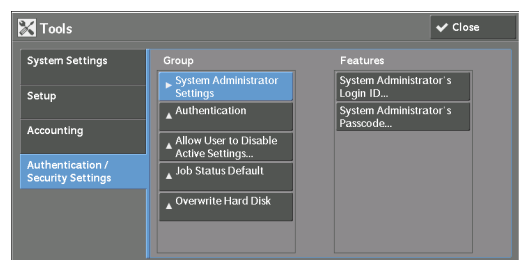 Tools
Close
System Settings
Setup
Accounting
Authentication /
Security Settings
Group
System Administrator
Settings
Authentication
Allow User to Disable
Active Settings...
Job Status Default
Overwrite Hard Disk
Features
System Administrator's
Login ID...
System Administrator's
Passcode...